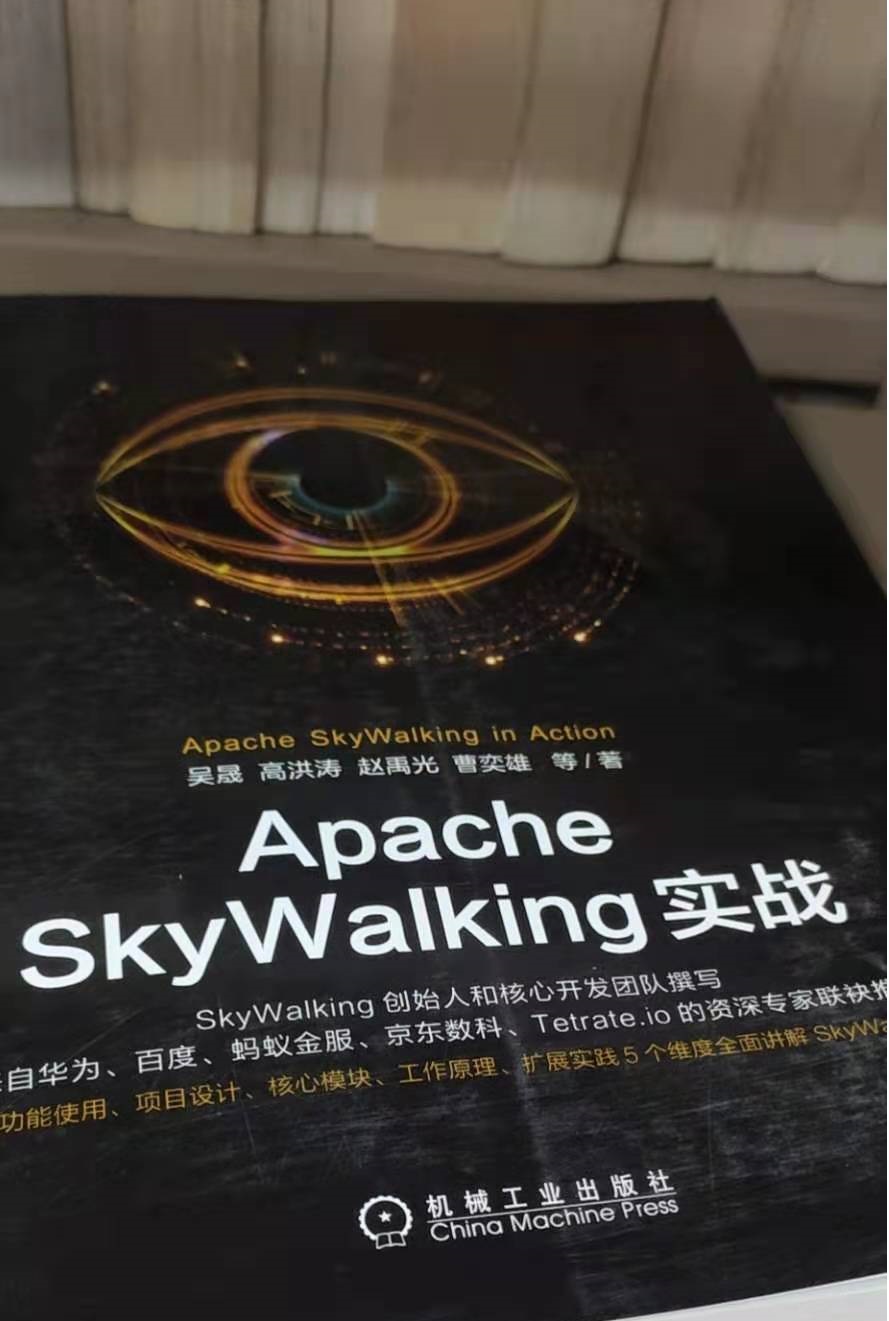 Apache SkyWalking in Action
吴晟 高洪涛 赵禹光 曹奕雄 等/著
Apache
SkyWalking实战
SkyWalking 创始人和核心开发团队撰写
自华为、百度、蚂蚁金服、京东数科、Tetrate.io 的资深专家联袂推
功能使用、项目设计、核心模块、工作原理、扩展实践5个维度全面讲解 SkyWa
机械工业出版社
China Machine Press